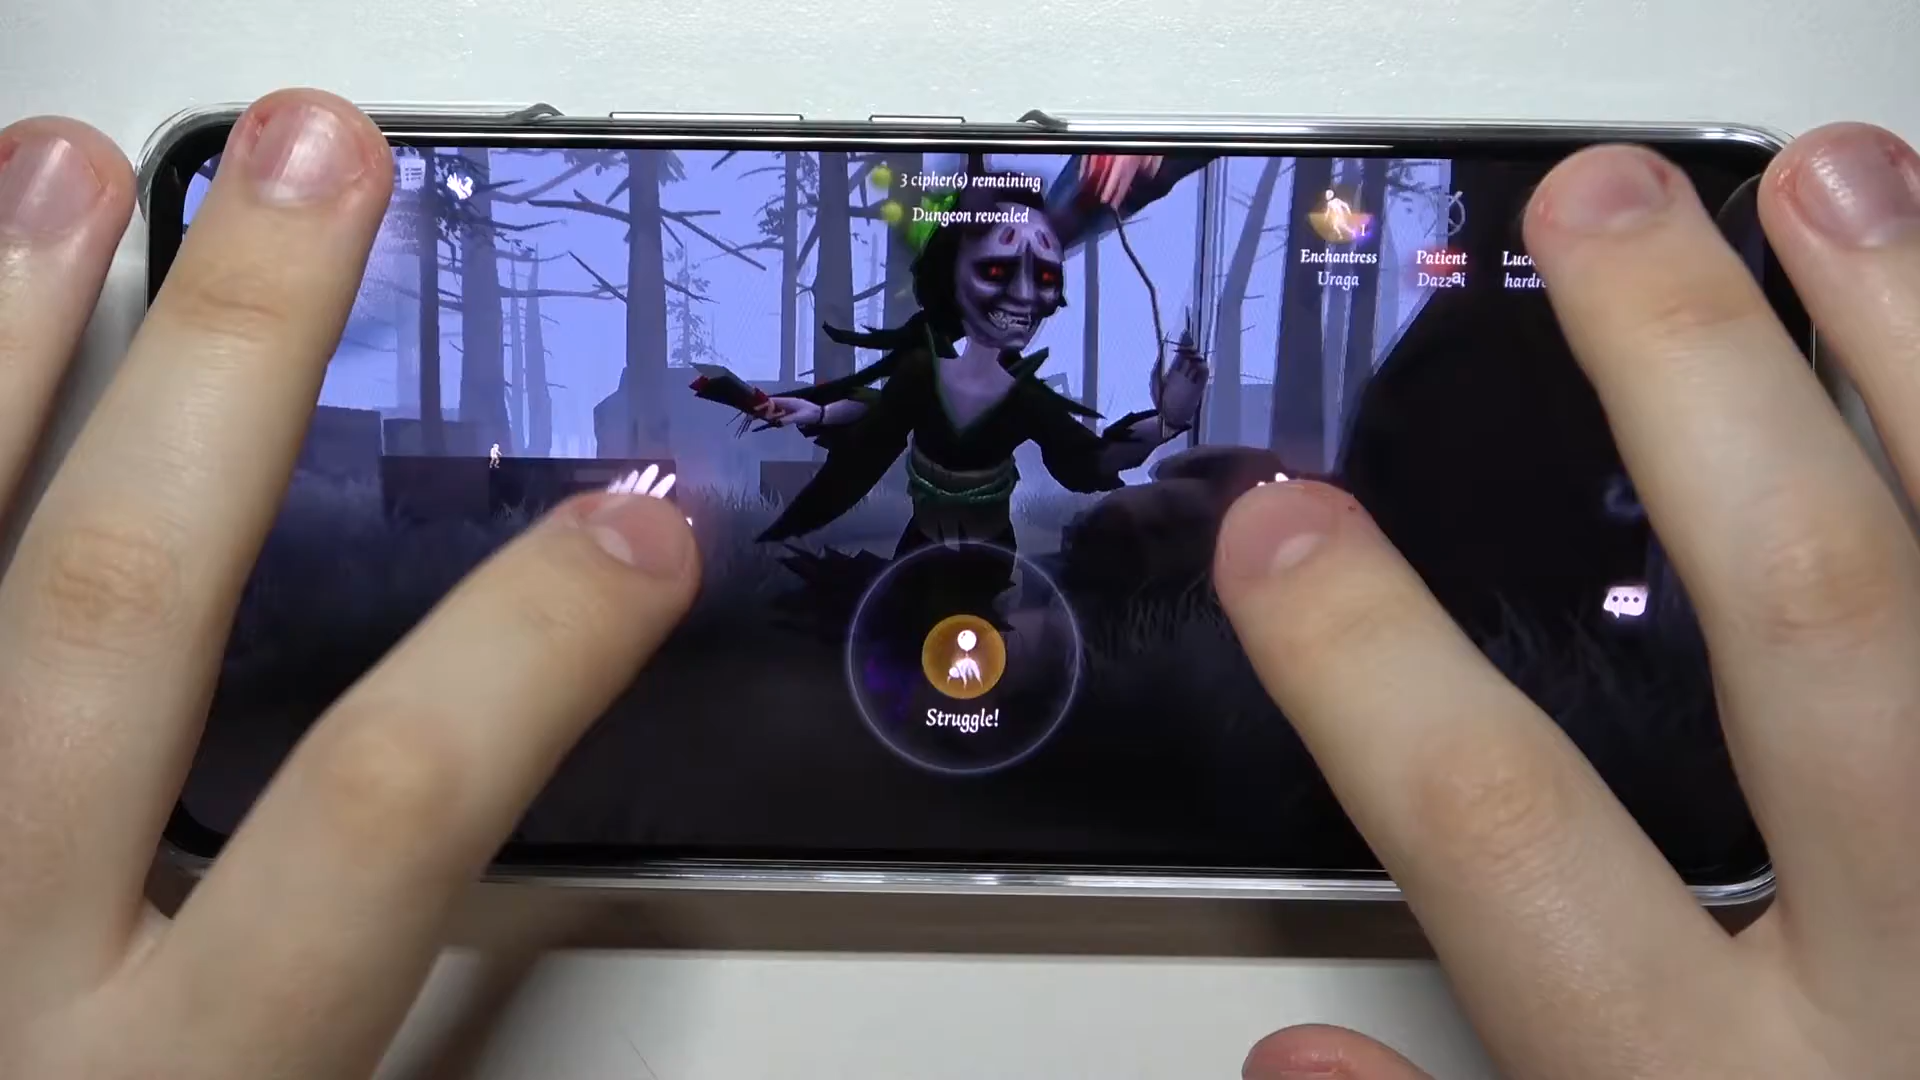 3 cipher(s) remaining
Dungeon revealed
Enchantress
Uraga
Patient
Dazzai
Struggle!